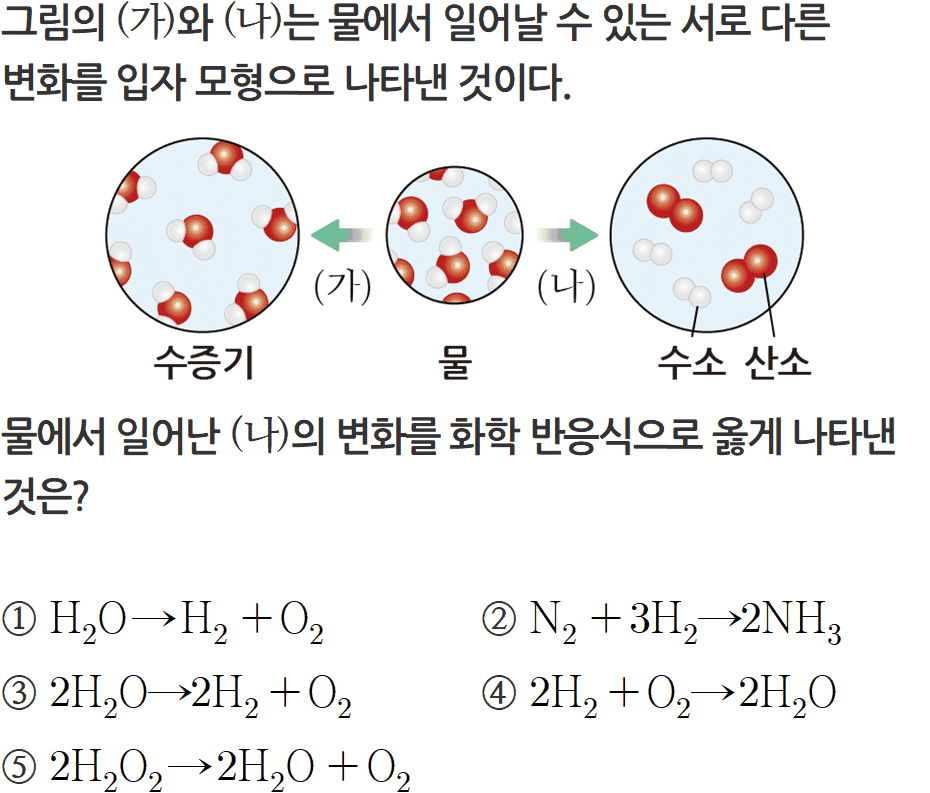 그림의 (가)와 (나)는 물에서 일어날 수 있는 서로 다른
변화를 입자 모형으로 나타낸 것이다.
(가) (나)
수증기 물 수소 산소
물에서 일어난 (나)의 변화를 화학 반응식으로 옳게 나타낸
것은?
① H₂O→H₂+O₂ ② N₂+3H₂→2NH₃
③ 2H₂O→2H₂+O₂ ④ 2H₂+O₂→2H₂O
⑤ 2H₂O₂→2H₂O+O₂